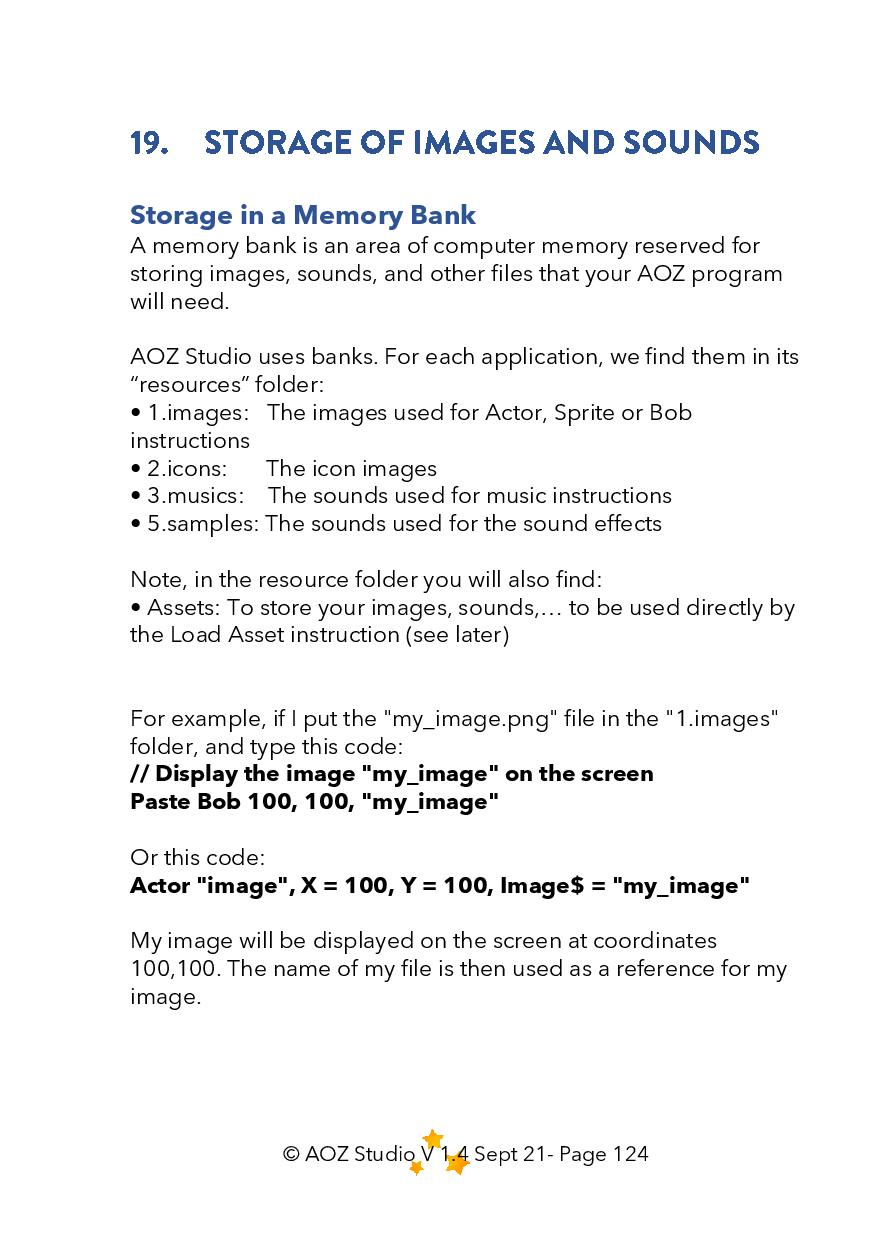 19. STORAGE OF IMAGES AND SOUNDS
Storage in a Memory Bank
A memory bank is an area of computer memory reserved for
storing images, sounds, and other files that your AOZ program
will need.
AOZ Studio uses banks. For each application, we find them in its
“resources” folder:
• 1.images: The images used for Actor, Sprite or Bob
instructions
• 2.icons: The icon images
• 3.musics: The sounds used for music instructions
• 5.samples: The sounds used for the sound effects
Note, in the resource folder you will also find:
• Assets: To store your images, sounds,… to be used directly by
the Load Asset instruction (see later)
For example, if I put the "my_image.png" file in the "1.images"
folder, and type this code:
// Display the image "my_image" on the screen
Paste Bob 100, 100, "my_image"
Or this code:
Actor "image", X = 100, Y = 100, Image$ = "my_image"
My image will be displayed on the screen at coordinates
100,100. The name of my file is then used as a reference for my
image.
© AOZ Studio V 1.4 Sept 21- Page 124